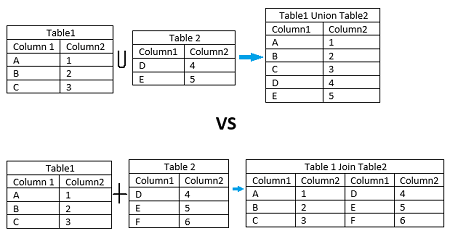 Table1
Column 1 Column2
A 1
B 2
C 3
Table 2
Column1 Column2
D 4
E 5
Table1 Union Table2
Column1 Column2
A 1
B 2
C 3
D 4
E 5
VS
Table1
Column 1 Column2
A 1
B 2
C 3
Table 2
Column1 Column2
D 4
E 5
F 6
Table 1 Join Table2
Column1 Column2 Column1 Column2
A 1 D 4
B 2 E 5
C 3 F 6